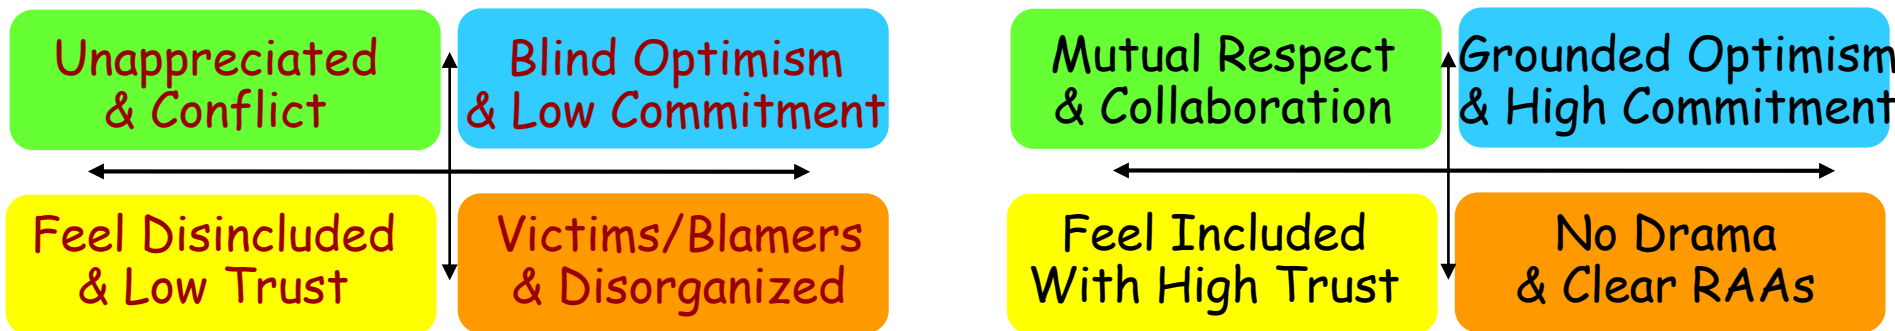 Unappreciated
& Conflict
Blind Optimism
& Low Commitment
Feel Disincluded
& Low Trust
Victims/Blamers
& Disorganized
Mutual Respect
& Collaboration
Grounded Optimism
& High Commitment
Feel Included
With High Trust
No Drama
& Clear RAAs